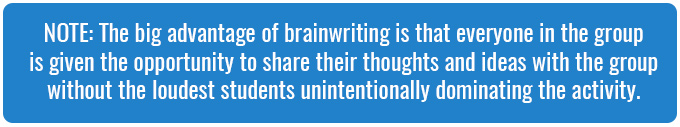 NOTE: The big advantage of brainwriting is that everyone in the group
is given the opportunity to share their thoughts and ideas with the group
without the loudest students unintentionally dominating the activity.